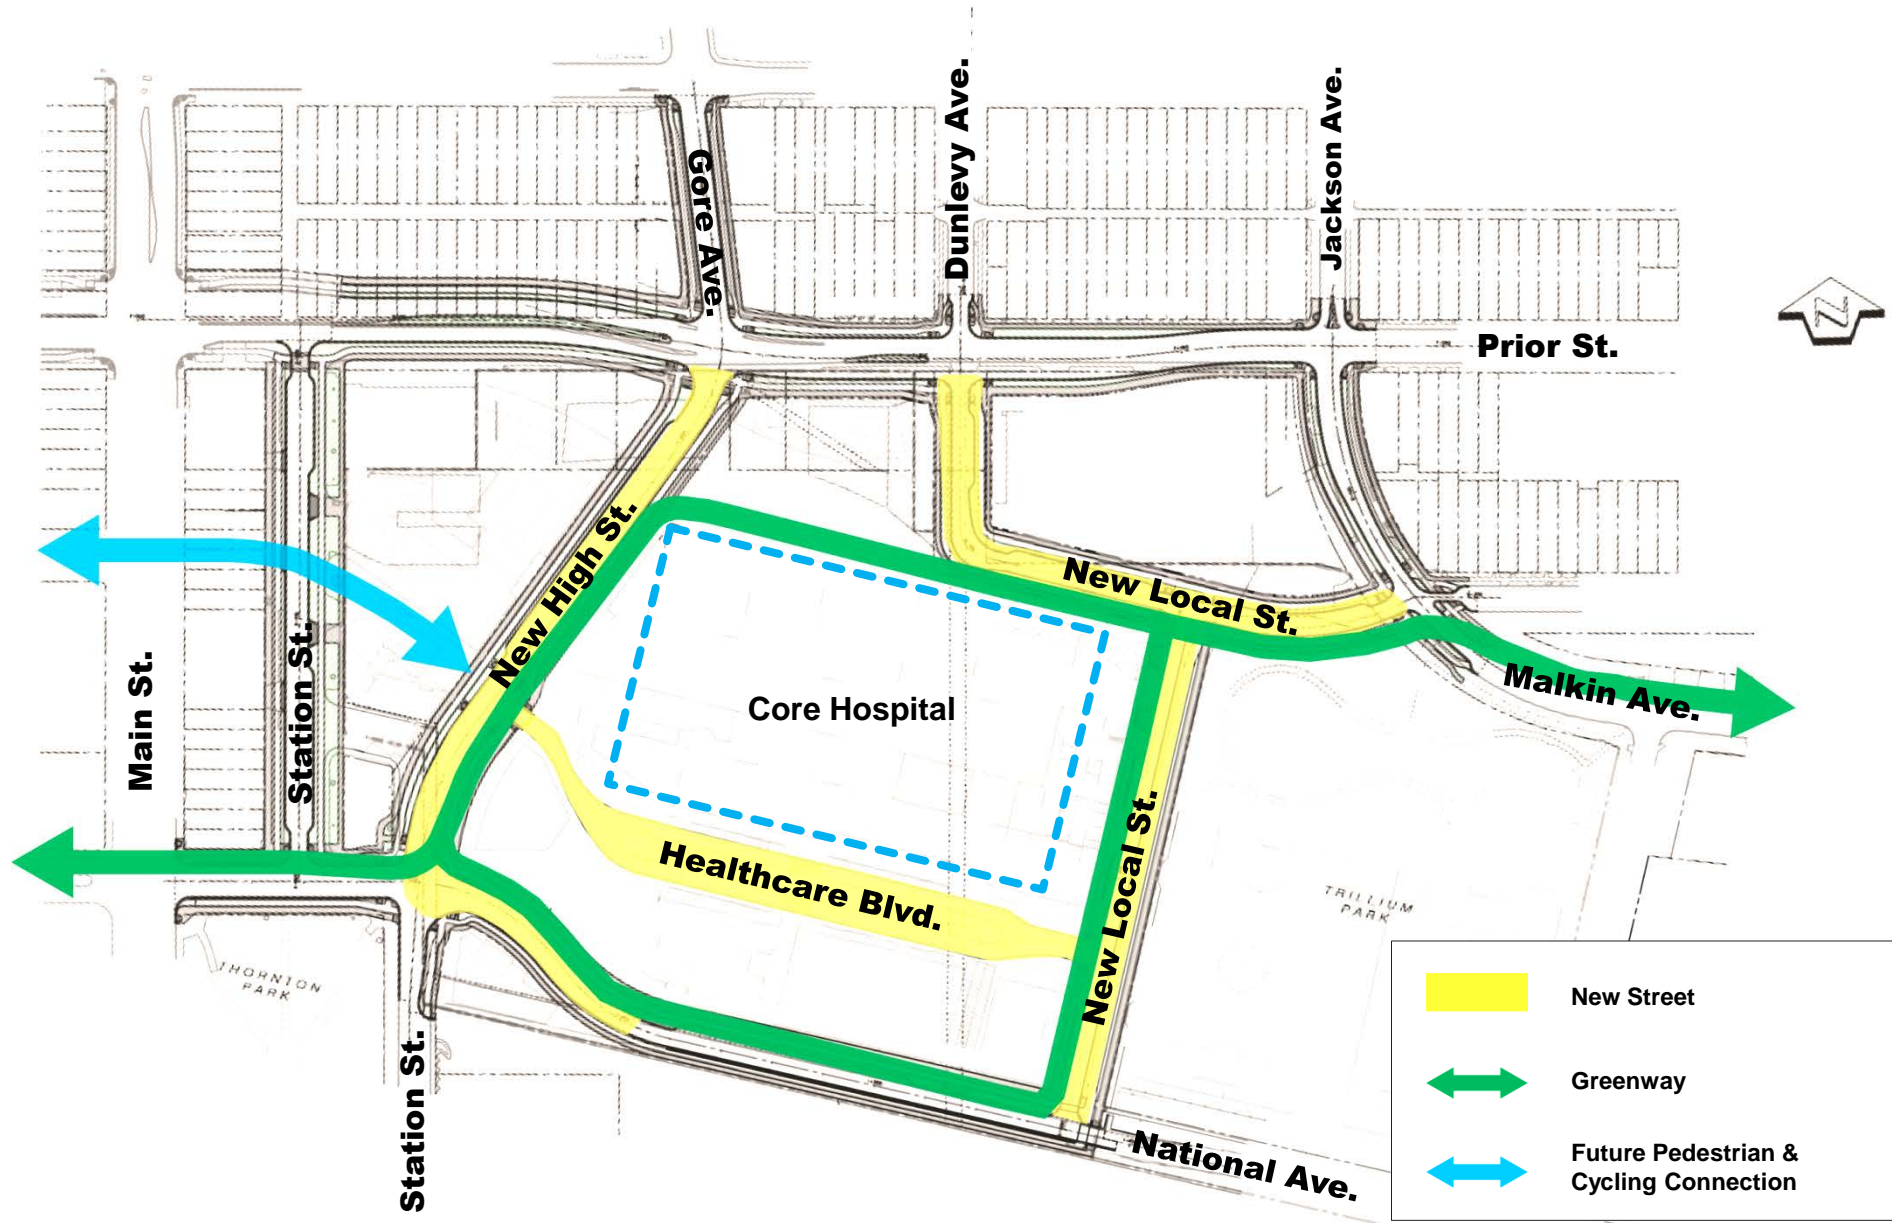 Gore Ave.
Dunlevy Ave.
Jackson Ave.
N
Prior St.
New High St.
New Local St.
Station St.
Main St.
Core Hospital
Malkin Ave.
Healthcare Blvd.
New Local St.
TRILLIUM
PARK
THORNTON
PARK
Station St.
National Ave.
New Street
Greenway
Future Pedestrian &
Cycling Connection